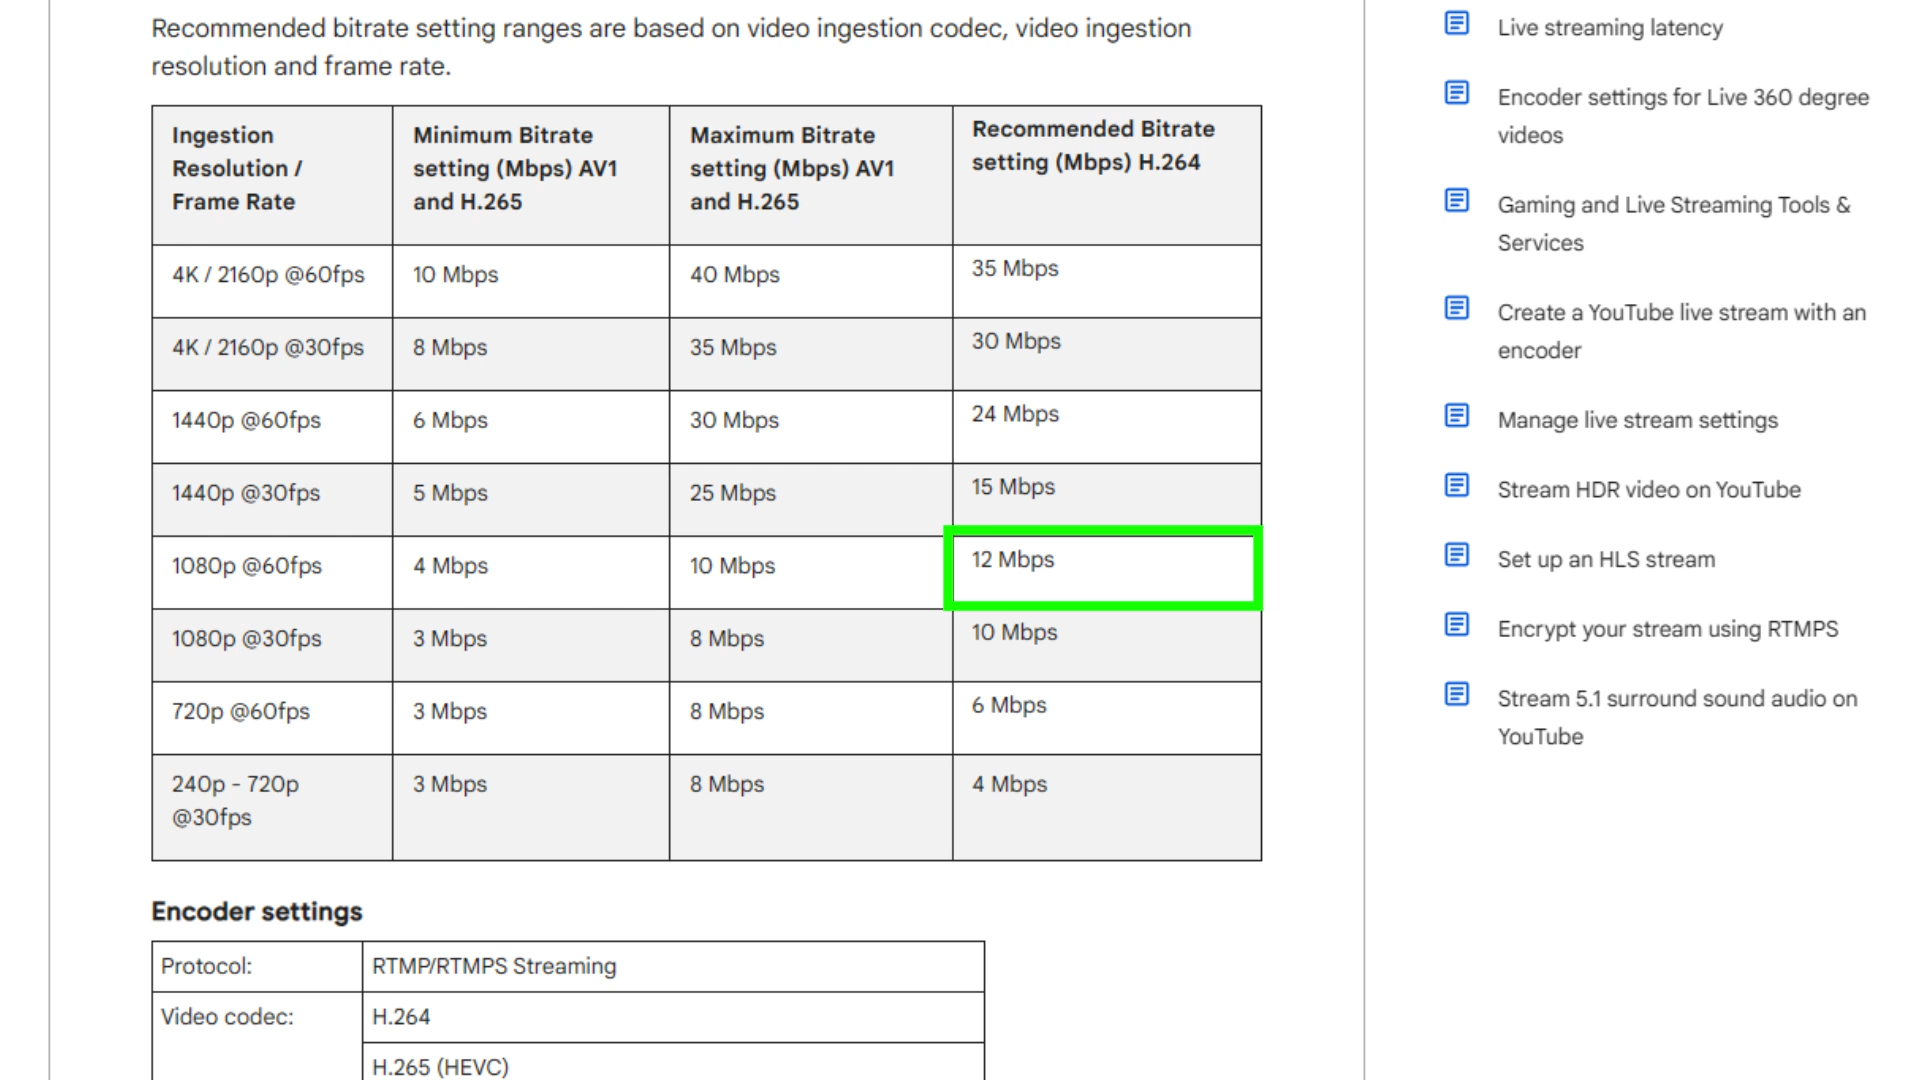 Recommended bitrate setting ranges are based on video ingestion codec, video ingestion
resolution and frame rate.
Ingestion
Resolution /
Frame Rate
Minimum Bitrate
setting (Mbps) AV1
and H.265
Maximum Bitrate
setting (Mbps) AV1
and H.265
Recommended Bitrate
setting (Mbps) H.264
4K / 2160p @60fps
10 Mbps
40 Mbps
35 Mbps
4K / 2160p @30fps
8 Mbps
35 Mbps
30 Mbps
1440p @60fps
6 Mbps
30 Mbps
24 Mbps
1440p @30fps
5 Mbps
25 Mbps
15 Mbps
1080p @60fps
4 Mbps
10 Mbps
12 Mbps
1080p @30fps
3 Mbps
8 Mbps
10 Mbps
720p @60fps
3 Mbps
8 Mbps
6 Mbps
240p - 720p
@30fps
3 Mbps
8 Mbps
4 Mbps
Encoder settings
Protocol:
RTMP/RTMPS Streaming
Video codec:
H.264
H.265 (HEVC)
Live streaming latency
Encoder settings for Live 360 degree
videos
Gaming and Live Streaming Tools &
Services
Create a YouTube live stream with an
encoder
Manage live stream settings
Stream HDR video on YouTube
Set up an HLS stream
Encrypt your stream using RTMPS
Stream 5.1 surround sound audio on
YouTube